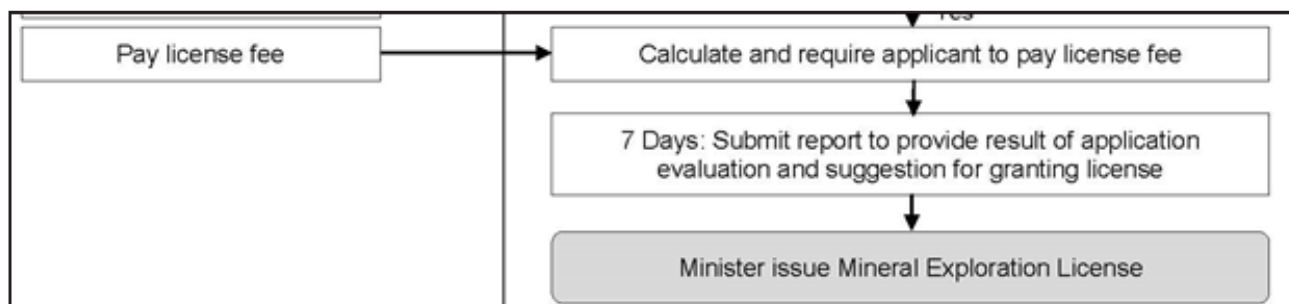 Yes
Pay license fee
Calculate and require applicant to pay license fee
7 Days: Submit report to provide result of application
evaluation and suggestion for granting license
Minister issue Mineral Exploration License